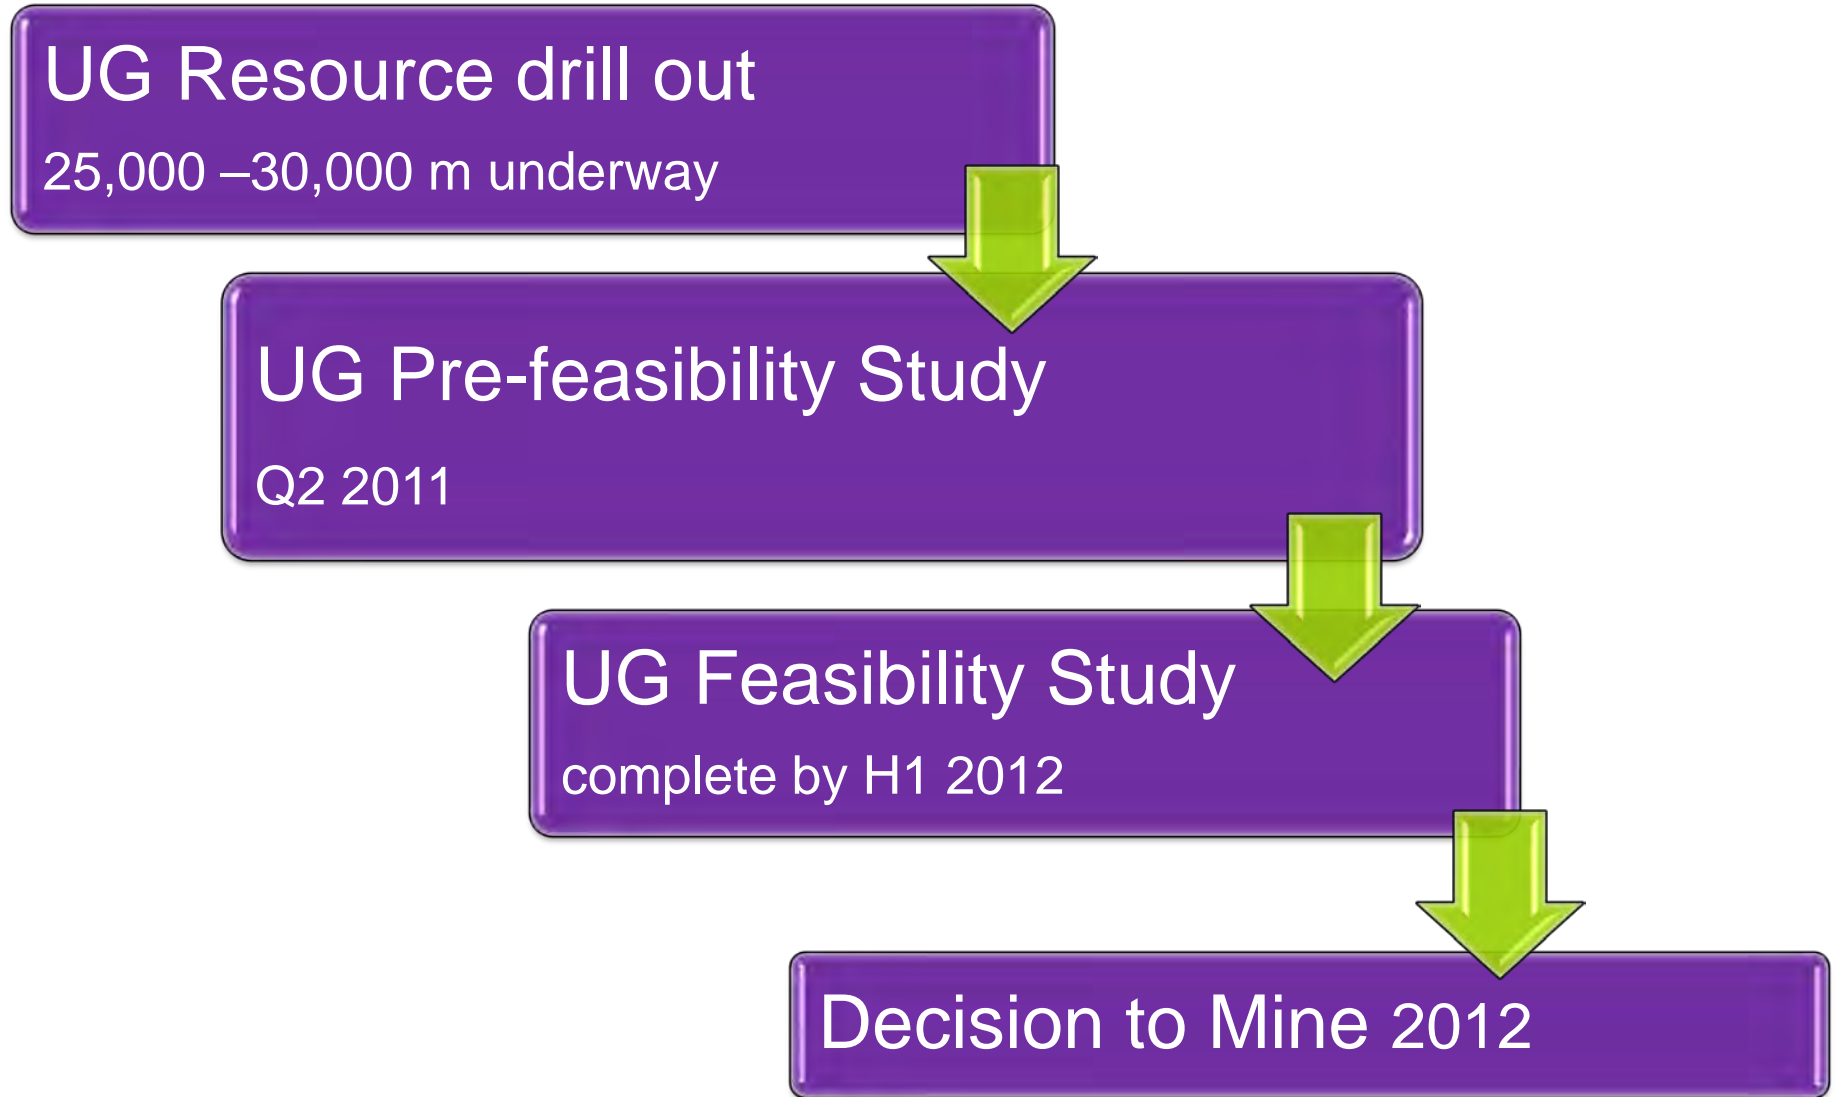 UG Resource drill out
25,000 –30,000 m underway
UG Pre-feasibility Study
Q2 2011
UG Feasibility Study
complete by H1 2012
Decision to Mine 2012